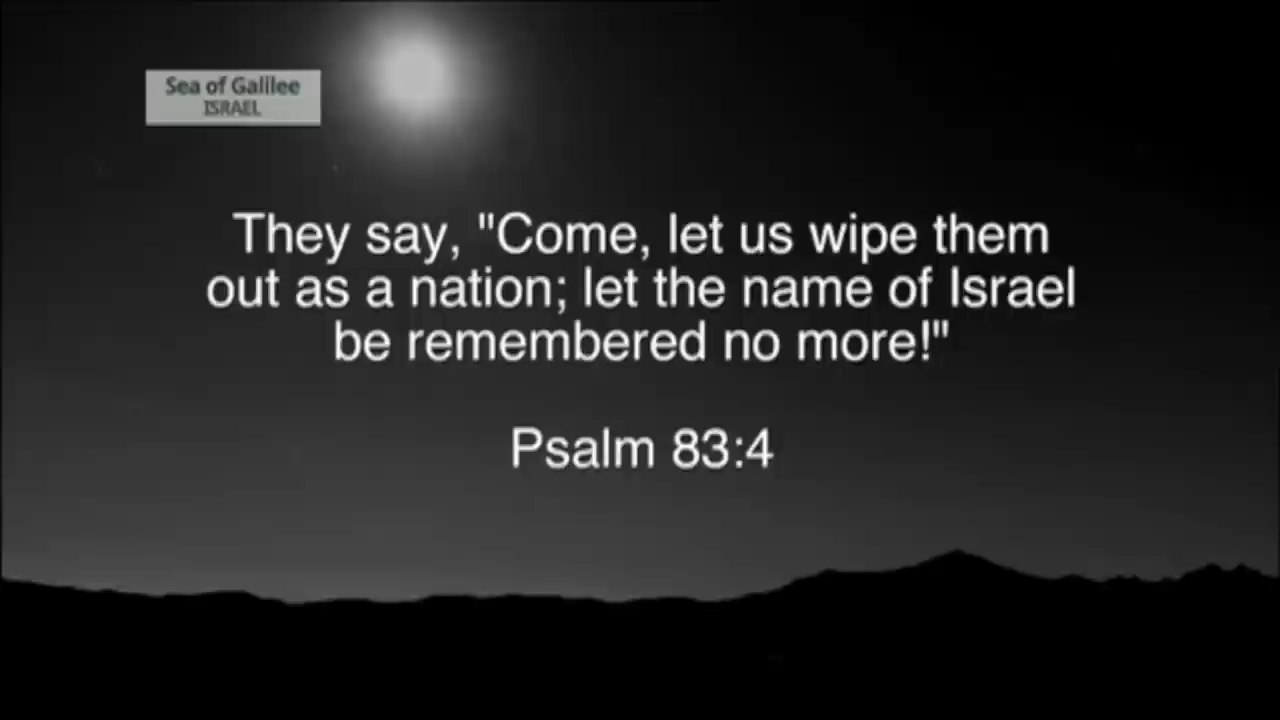 Sea of Galilee
ISRAEL
They say, "Come, let us wipe them
out as a nation; let the name of Israel
be remembered no more!"
Psalm 83:4